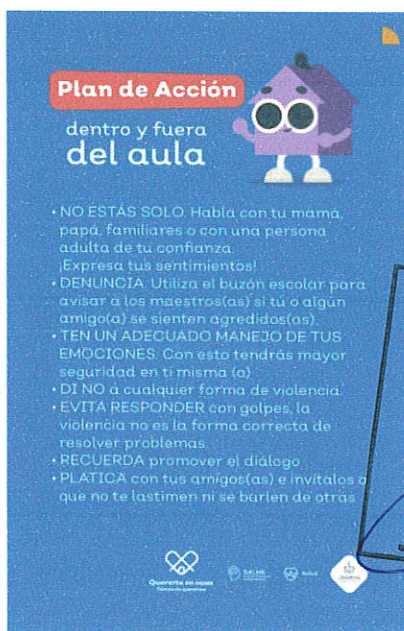 Plan de Acción
dentro y fuera
del aula
• NO ESTÁS SOLO. Habla con tu mamá,
papá, familiares o con una persona
adulta de tu confianza.
¡Expresa tus sentimientos!
• DENUNCIA. Utiliza el buzón escolar para
avisar a los maestros(as) si tú o algún
amigo(a) se sienten agredidos(as).
• TEN UN ADECUADO MANEJO DE TUS
EMOCIONES. Con esto tendrás mayor
seguridad en ti misma (o)
• DI NO a cualquier forma de violencia.
• EVITA RESPONDER con golpes, la
violencia no es la forma correcta de
resolver problemas.
• RECUERDA promover el diálogo
• PLATICA con tus amigos(as) e invítalos a
que no te lastimen ni se burlen de otras
Quererte en casa